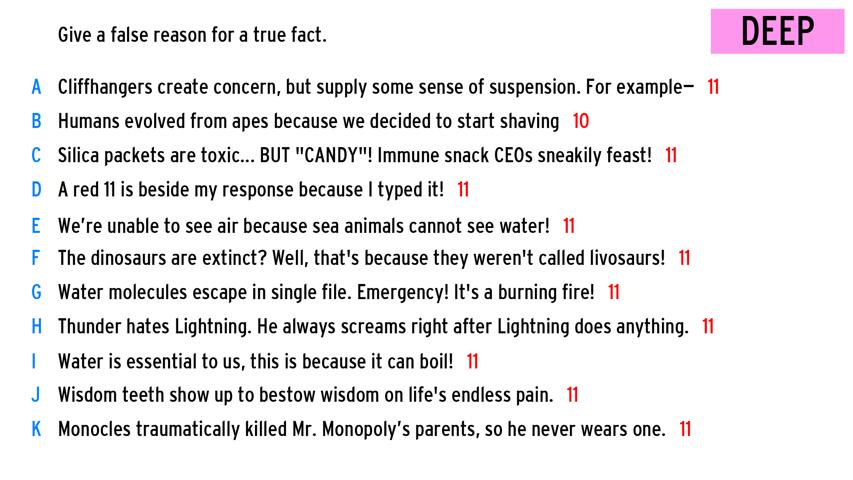 DEEP
Give a false reason for a true fact.
A Cliffhangers create concern, but supply some sense of suspension. For example— 11
B Humans evolved from apes because we decided to start shaving 10
C Silica packets are toxic... BUT "CANDY"! Immune snack CEOs sneakily feast! 11
D A red 11 is beside my response because I typed it! 11
E We’re unable to see air because sea animals cannot see water! 11
F The dinosaurs are extinct? Well, that's because they weren't called livosaurs! 11
G Water molecules escape in single file. Emergency! It's a burning fire! 11
H Thunder hates Lightning. He always screams right after Lightning does anything. 11
I Water is essential to us, this is because it can boil! 11
J Wisdom teeth show up to bestow wisdom on life's endless pain. 11
K Monocles traumatically killed Mr. Monopoly’s parents, so he never wears one. 11